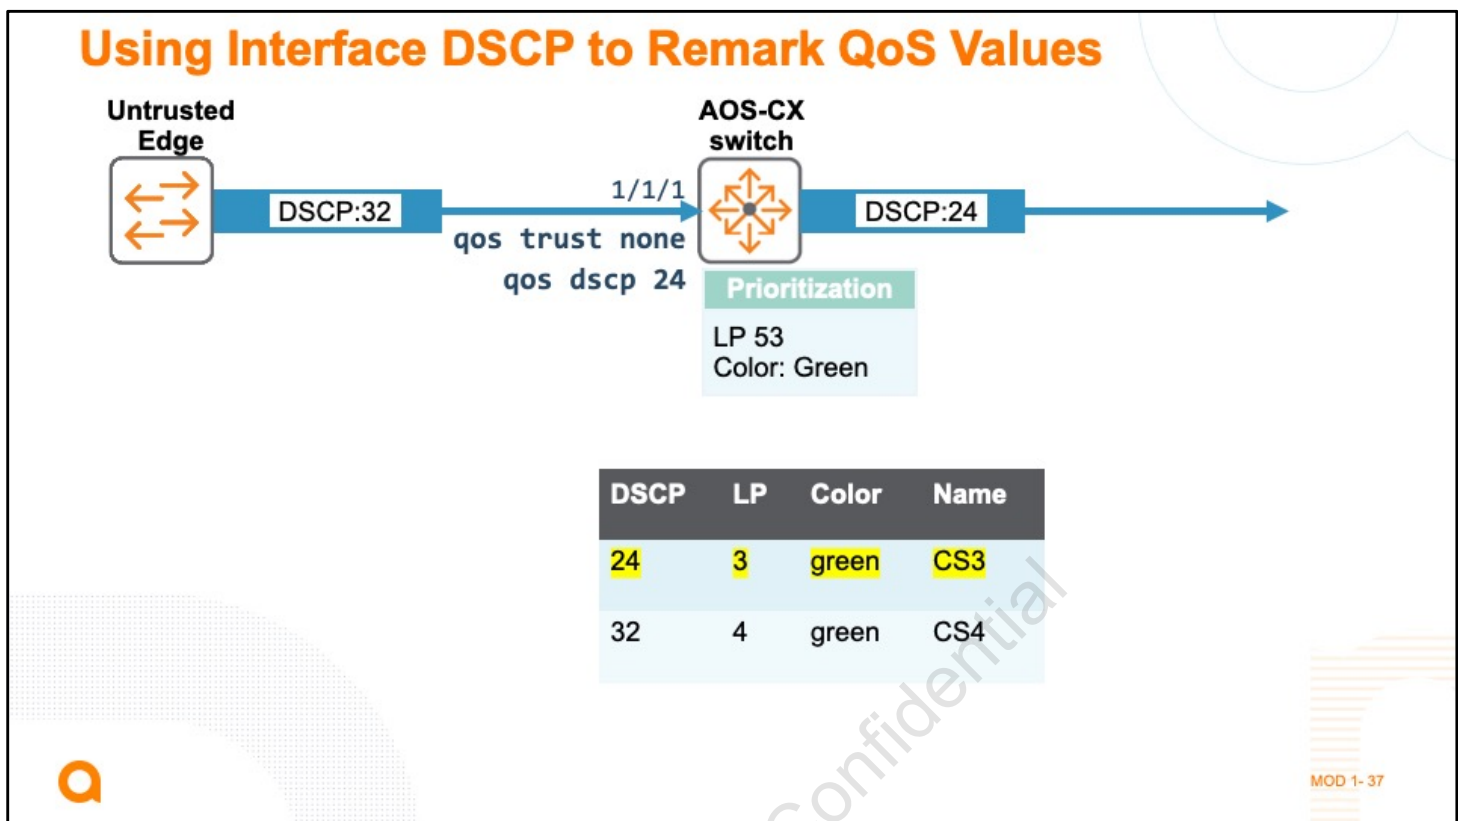 Using Interface DSCP to Remark QoS Values
Untrusted
Edge
AOS-CX
switch
DSCP:32
1/1/1
DSCP:24
qos trust none
qos dscp 24
Prioritization
LP 53
Color: Green
DSCP LP Color Name
24 3 green CS3
32 4 green CS4
Confidential
MOD 1- 37